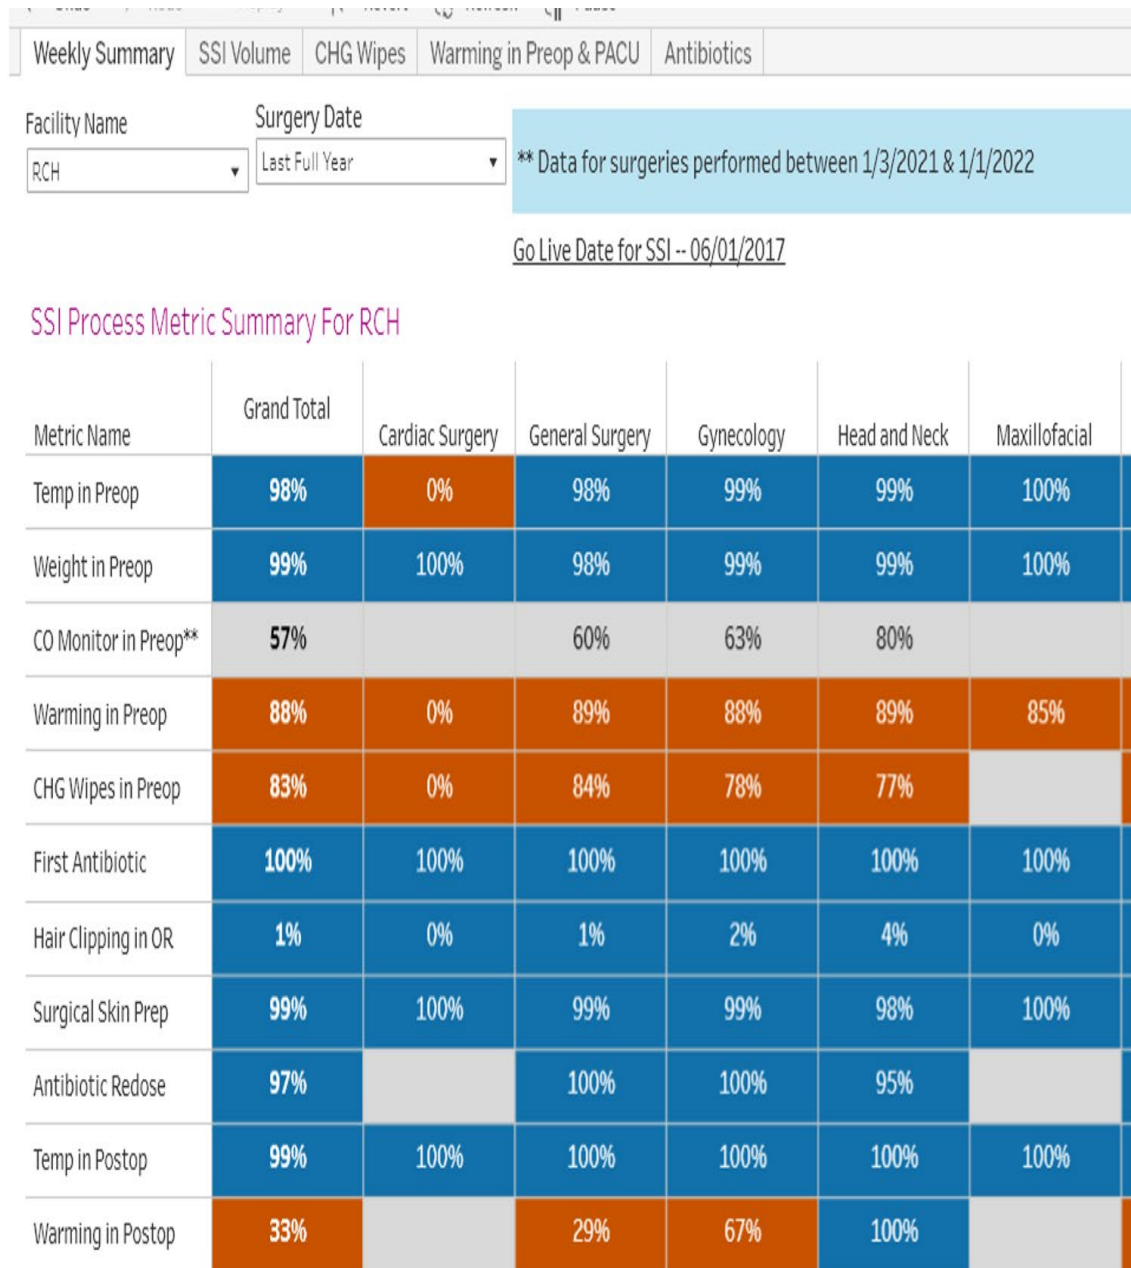 Weekly Summary SSI Volume CHG Wipes Warming in Preop & PACU Antibiotics
Facility Name Surgery Date
RCH Last Full Year ** Data for surgeries performed between 1/3/2021 & 1/1/2022
Go Live Date for SSI -- 06/01/2017
SSI Process Metric Summary For RCH
Metric Name Grand Total Cardiac Surgery General Surgery Gynecology Head and Neck Maxillofacial
Temp in Preop 98% 0% 98% 99% 99% 100%
Weight in Preop 99% 100% 98% 99% 99% 100%
CO Monitor in Preop** 57% 60% 63% 80%
Warming in Preop 88% 0% 89% 88% 89% 85%
CHG Wipes in Preop 83% 0% 84% 78% 77%
First Antibiotic 100% 100% 100% 100% 100% 100%
Hair Clipping in OR 1% 0% 1% 2% 4% 0%
Surgical Skin Prep 99% 100% 99% 99% 98% 100%
Antibiotic Redose 97% 100% 100% 95%
Temp in Postop 99% 100% 100% 100% 100% 100%
Warming in Postop 33% 29% 67% 100%